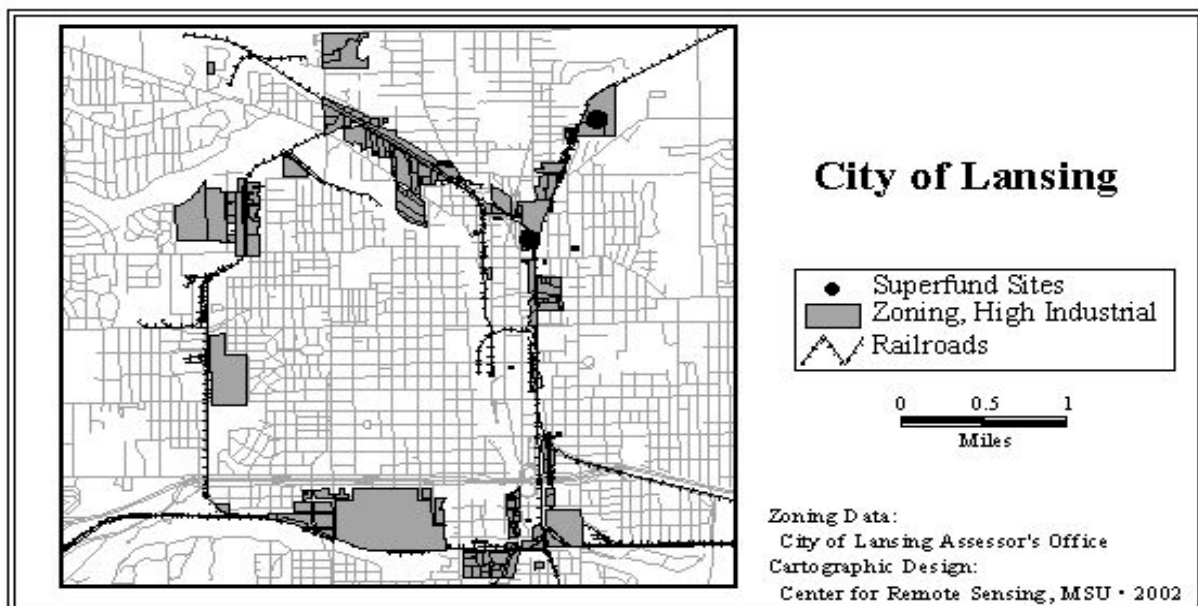 City of Lansing
Superfund Sites
Zoning, High Industrial
Railroads
0 0.5 1
Miles
Zoning Data:
City of Lansing Assessor's Office
Cartographic Design:
Center for Remote Sensing, MSU • 2002